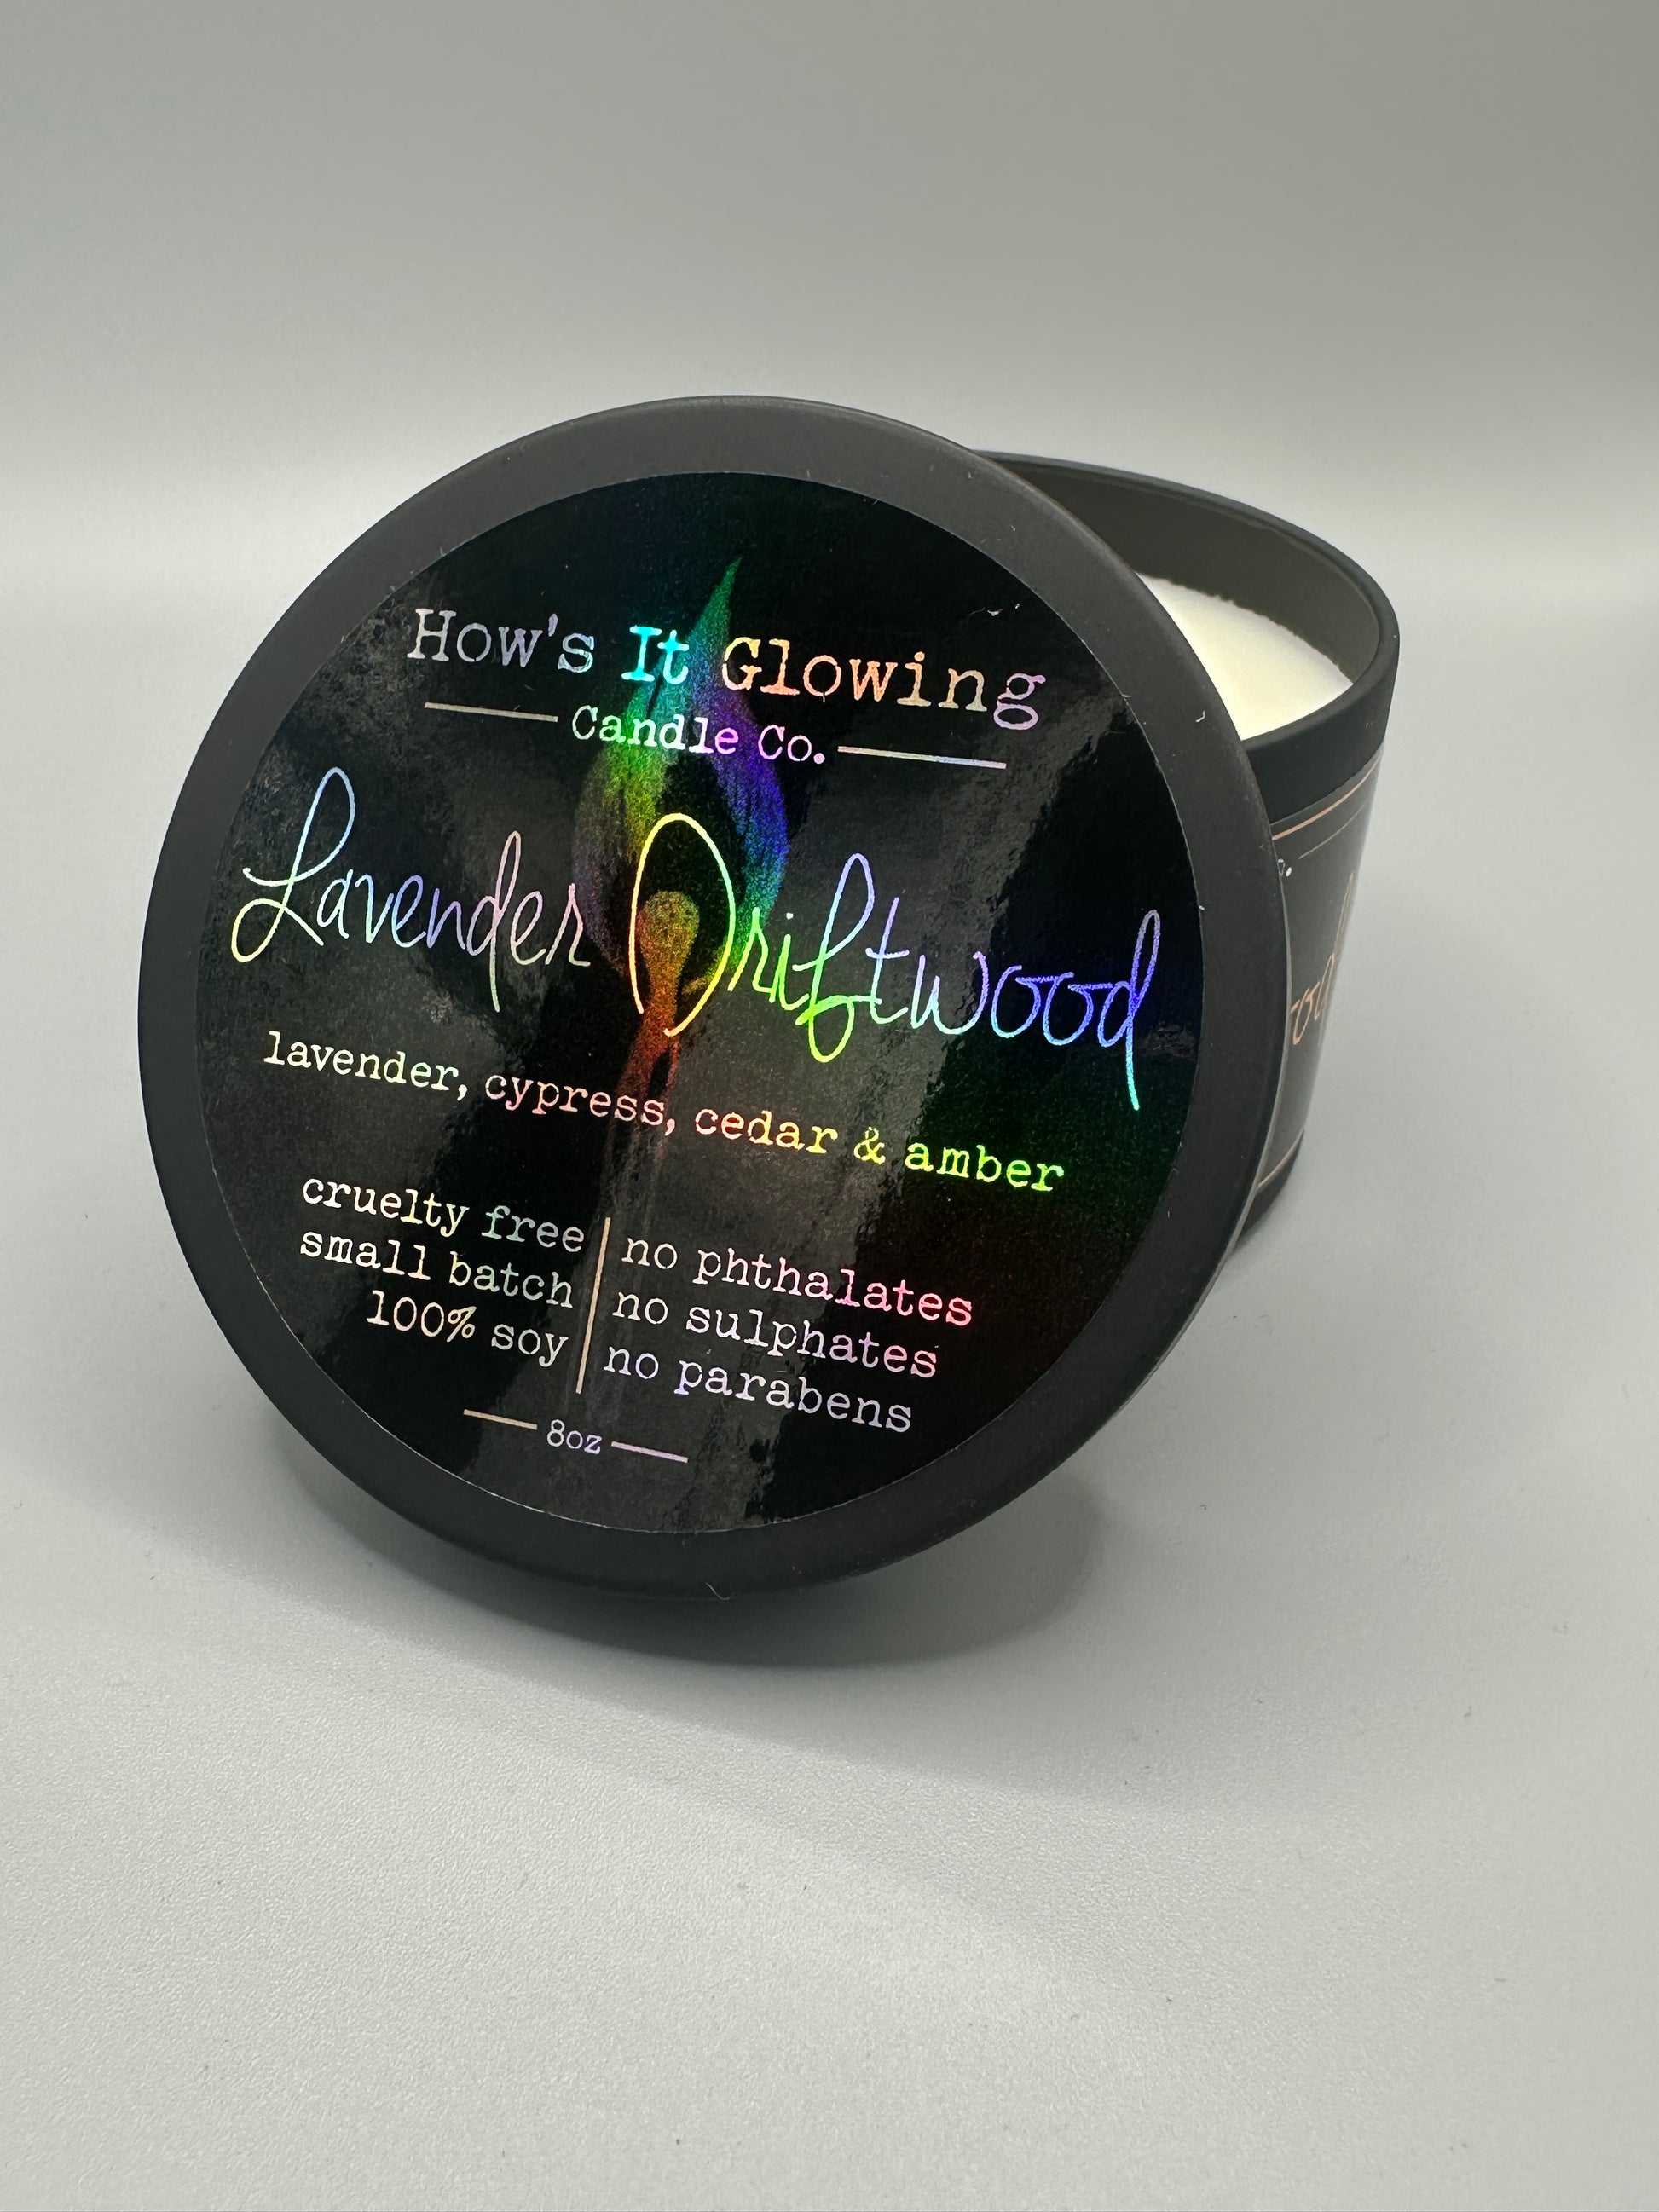 How's It Glowing
Candle Co.
Lavender Driftwood
lavender, cypress, cedar & amber
cruelty free
small batch
100% soy
no phthalates
no sulphates
no parabens
8oz